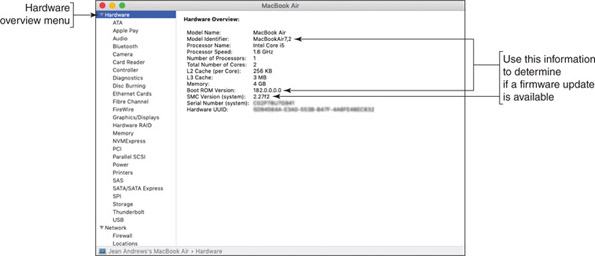 Hardware
overview menu
MacBook Air
Hardware
ATA
Apple Pay
Audio
Bluetooth
Camera
Card Reader
Controller
Diagnostics
Disc Burning
Ethernet Cards
Fibre Channel
FireWire
Graphics/Displays
Hardware RAID
Memory
NVMExpress
PCI
Parallel SCSI
Power
Printers
SAS
SATA/SATA Express
SPI
Storage
Thunderbolt
USB
Network
Firewall
Locations
Hardware Overview:
Model Name: MacBook Air
Model Identifier: MacBookAir7,2
Processor Name: Intel Core i5
Processor Speed: 1.6 GHz
Number of Processors: 1
Total Number of Cores: 2
L2 Cache (per Core): 256 KB
L3 Cache: 3 MB
Memory: 4 GB
Boot ROM Version: 182.0.0.0.0
SMC Version (system): 2.27f2
Serial Number (system):
Hardware UUID:
Jean Andrews's MacBook Air › Hardware
Use this information
to determine
if a firmware update
is available